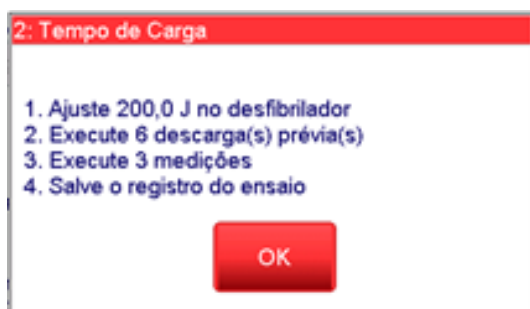 2: Tempo de Carga
1. Ajuste 200,0 J no desfibrilador
2. Execute 6 descarga(s) prévia(s)
3. Execute 3 medições
4. Salve o registro do ensaio
OK